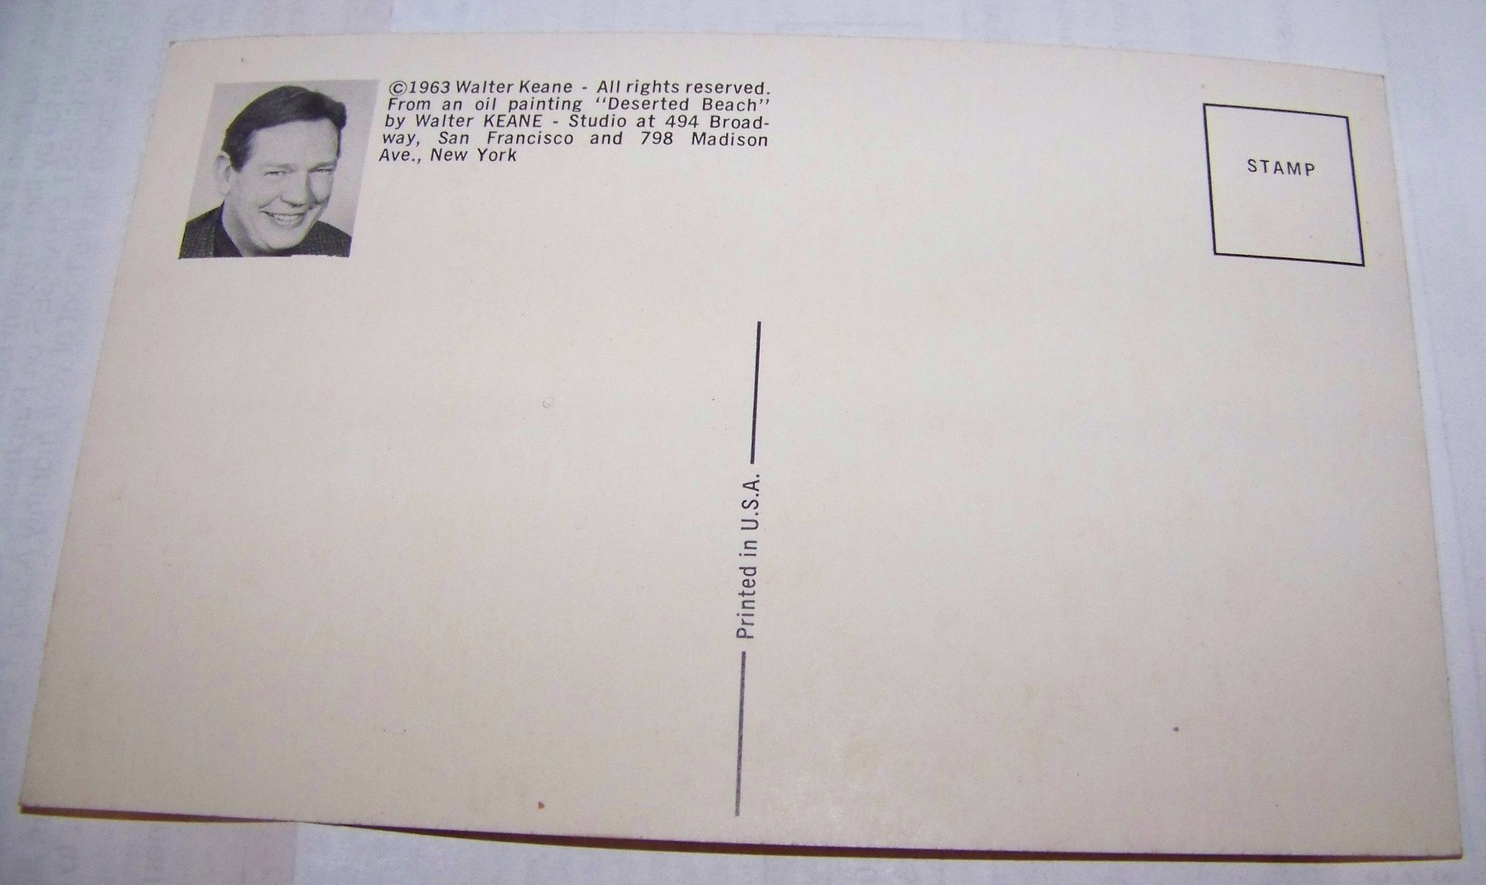 ©1963 Walter Keane - All rights reserved.
From an oil painting “Deserted Beach”
by Walter KEANE - Studio at 494 Broad-
way, San Francisco and 798 Madison
Ave., New York
STAMP
Printed in U.S.A.